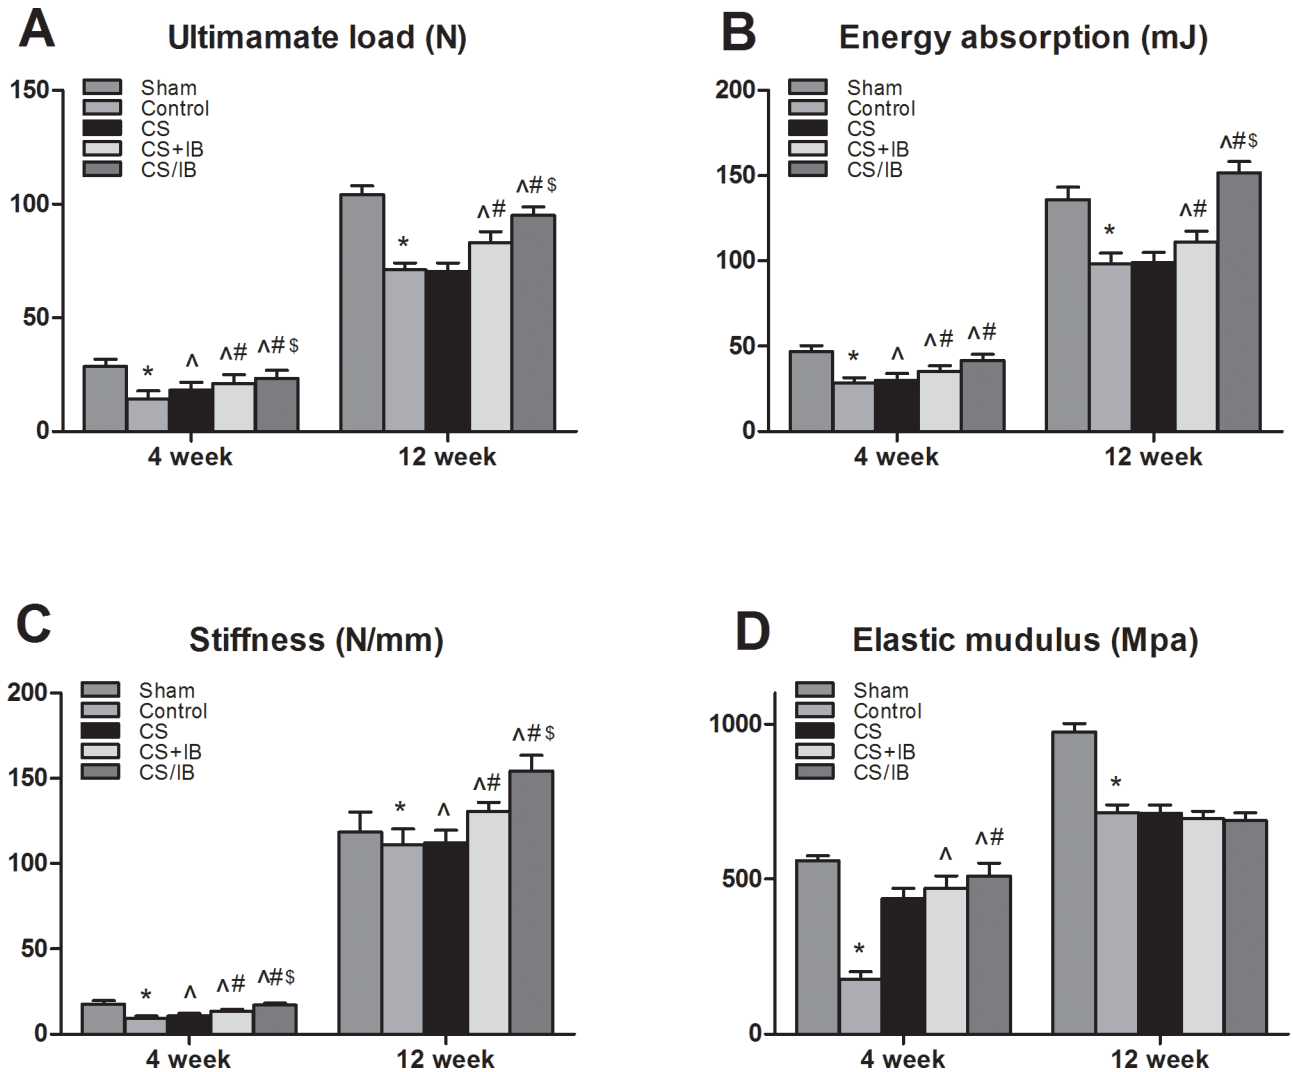 A
Ultimamate load (N)
150
100
50
0
Sham
Control
CS
CS+IB
CS/IB
*
^
^#
^#$
*
^#
^#$
4 week
12 week
B
Energy absorption (mJ)
200
150
100
50
0
Sham
Control
CS
CS+IB
CS/IB
*
^
^#
^#
*
^#
^#$
4 week
12 week
C
Stiffness (N/mm)
200
150
100
50
0
Sham
Control
CS
CS+IB
CS/IB
*
^
^#
^#$
*
^
^#
^#$
4 week
12 week
D
Elastic mudulus (Mpa)
1000
500
0
Sham
Control
CS
CS+IB
CS/IB
*
^
^#
*
4 week
12 week